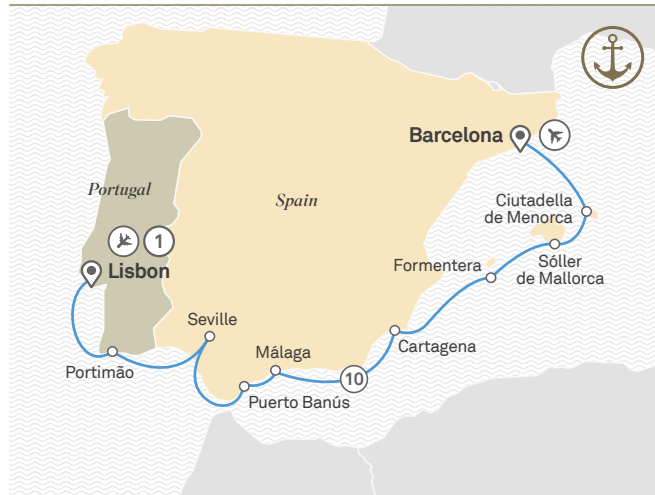 Barcelona
Portugal
Spain
Ciutadella
de Menorca
1
Lisbon
Formentera
Sóller
de Mallorca
Seville
Málaga
Cartagena
Portimão
10
Puerto Banús